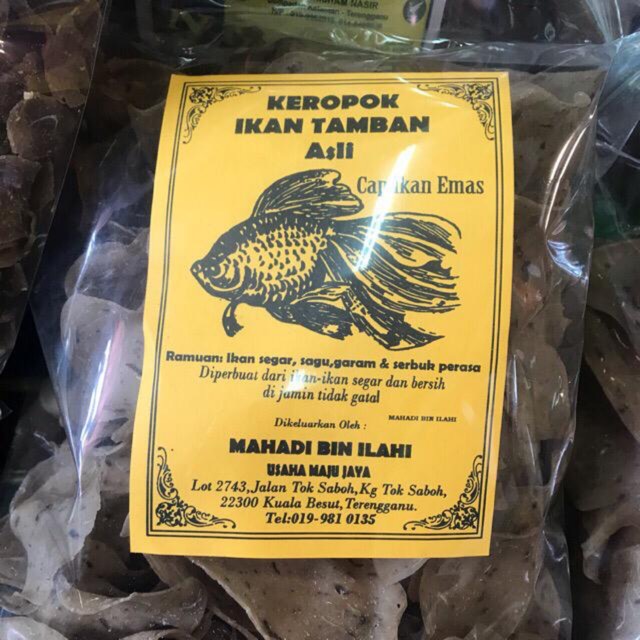 KEROPOK
IKAN TAMBAN
Asli
Cap Ikan Emas
Ramuan: Ikan segar, sagu,garam & serbuk perasa
Diperbuat dari ikan-ikan segar dan bersih
di jamin tidak gatal
MAHADI BIN ILAHI
Dikeluarkan Oleh :
MAHADI BIN ILAHI
USAHA MAJU JAYA
Lot 2743,Jalan Tok Saboh,Kg Tok Saboh,
22300 Kuala Besut,Terengganu.
Tel:019-981 0135